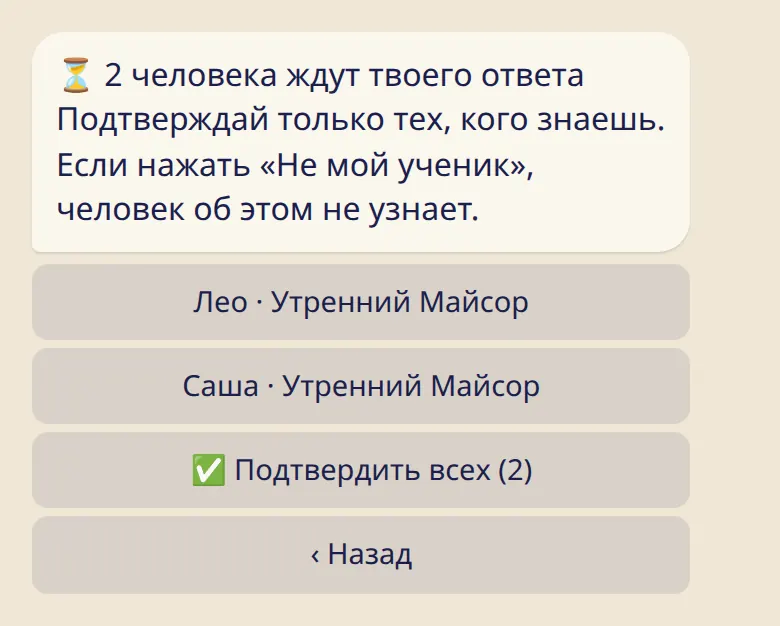 ⏳ 2 человека ждут твоего ответа
Подтверждай только тех, кого знаешь.
Если нажать «Не мой ученик»,
человек об этом не узнает.
Лео · Утренний Майсор
Саша · Утренний Майсор
✅ Подтвердить всех (2)
‹ Назад